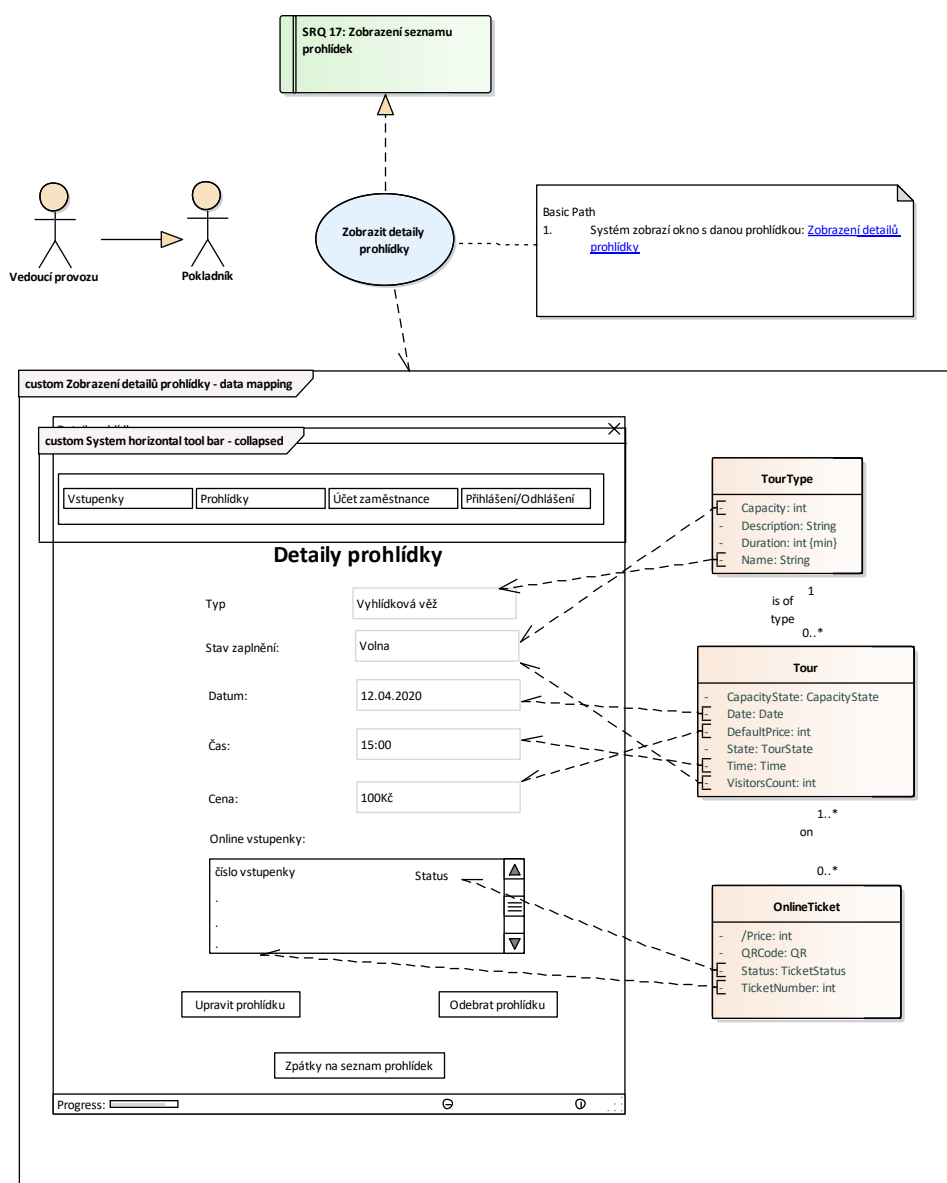 SRQ 17: Zobrazení seznamu
prohlídek
Zobrazit detaily
prohlídky
Basic Path
1. Systém zobrazí okno s danou prohlídkou: Zobrazení detailů
prohlídky
Vedoucí provozu
Pokladník
custom Zobrazení detailů prohlídky - data mapping
custom System horizontal tool bar - collapsed
Vstupenky
Prohlídky
Účet zaměstnance
Přihlášení/Odhlášení
Detaily prohlídky
Typ
Vyhlídková věž
Stav zaplnění:
Volna
Datum:
12.04.2020
Čas:
15:00
Cena:
100Kč
Online vstupenky:
číslo vstupenky
Status
.
.
.
Upravit prohlídku
Odebrat prohlídku
Zpátky na seznam prohlídek
Progress:
TourType
- Capacity: int
- Description: String
- Duration: int {min}
- Name: String
1
is of
type
0..*
Tour
- CapacityState: CapacityState
- Date: Date
- DefaultPrice: int
- State: TourState
- Time: Time
- VisitorsCount: int
1..*
on
0..*
OnlineTicket
- /Price: int
- QRCode: QR
- Status: TicketStatus
- TicketNumber: int